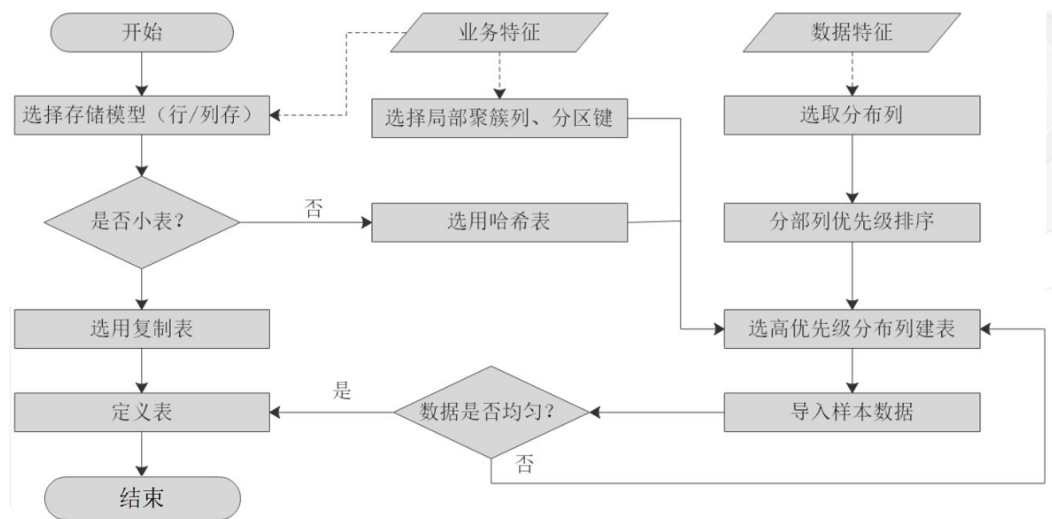 开始
业务特征
数据特征
选择存储模型（行/列存）
选择局部聚簇列、分区键
选取分布列
是否小表？
否
选用哈希表
分部列优先级排序
选用复制表
选高优先级分布列建表
定义表
是
数据是否均匀？
导入样本数据
否
结束